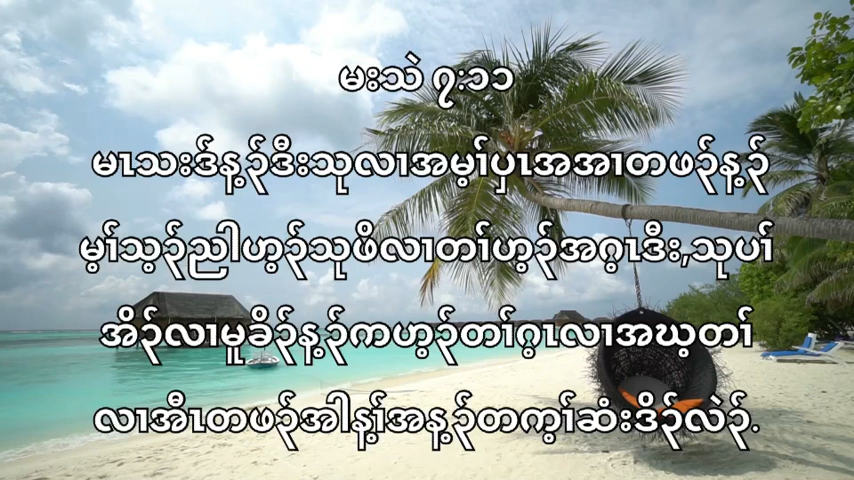 မးသဲ ၇:၁၁
မၤသးဒ်န့ၣ်ဒီးသုလၢအမ့ၢ်ပှၤအအၢတဖၣ်န့ၣ်
မ့ၢ်သ့ၣ်ညါဟ့ၣ်သုဖိလၢတၢ်ဟ့ၣ်အဂ့ၤဒီး,သုပၢ်
အိၣ်လၢမူခိၣ်န့ၣ်ကဟ့ၣ်တၢ်ဂ့ၤလၢအဃ့တၢ်
လၢအီၤတဖၣ်အါန့ၢ်အန့ၣ်တက့ၢ်ဆံးဒိၣ်လဲၣ်.